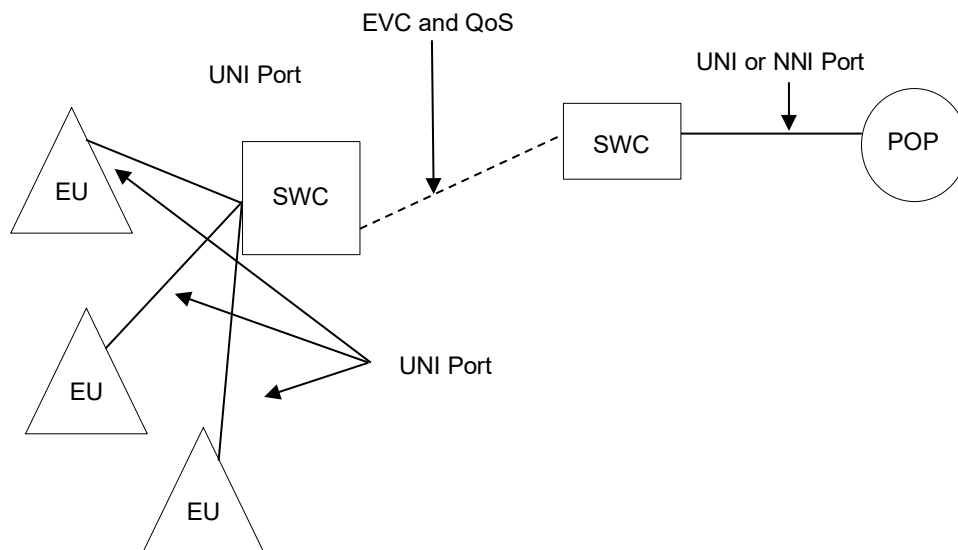 EVC and QoS
UNI Port
UNI or NNI Port
SWC
POP
EU
SWC
UNI Port
EU
EU